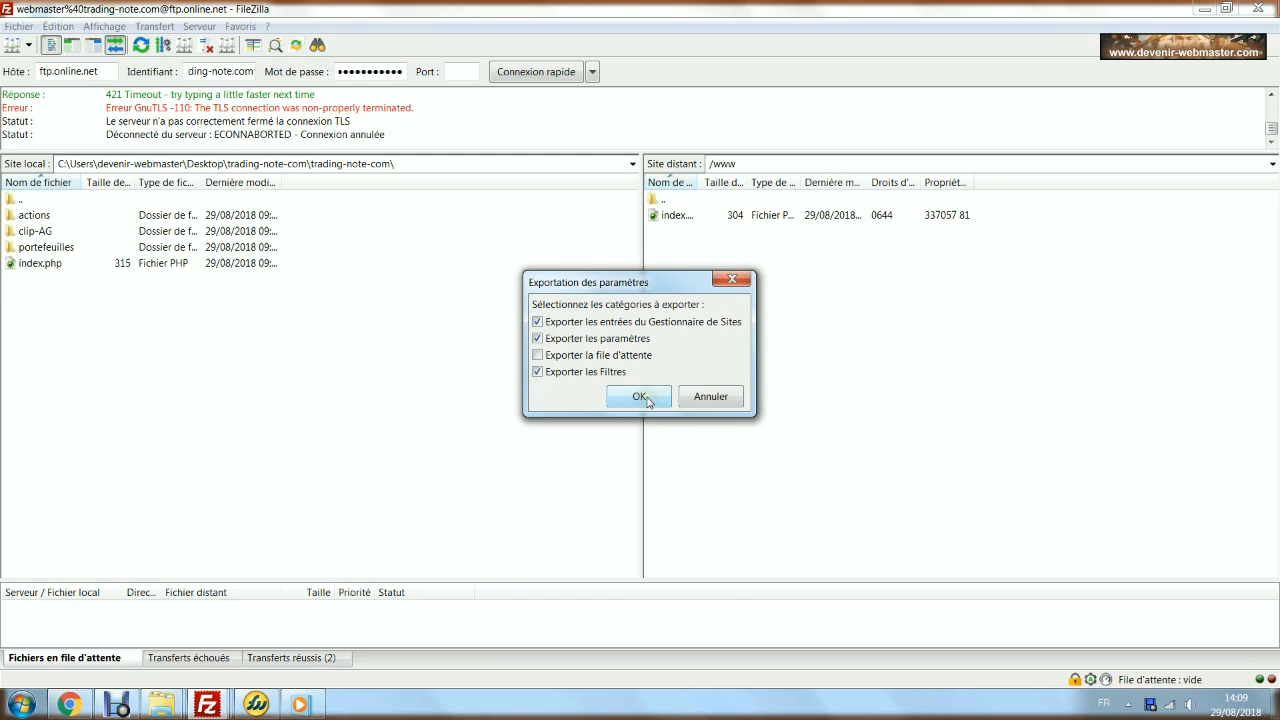 webmaster%40trading-note.com@ftp.online.net - FileZilla
Fichier Édition Affichage Transfert Serveur Favoris ?
www.devenir-webmaster.com
Hôte : ftp.online.net Identifiant : ding-note.com Mot de passe : ●●●●●●●●●●● Port : Connexion rapide
Réponse : 421 Timeout - try typing a little faster next time
Erreur : Erreur GnuTLS -110: The TLS connection was non-properly terminated.
Statut : Le serveur n'a pas correctement fermé la connexion TLS
Statut : Déconnecté du serveur : ECONNABORTED - Connexion annulée
Site local : C:\Users\devenir-webmaster\Desktop\trading-note-com\trading-note-com\
Site distant : /www
Nom de fichier Taille de... Type de fic... Dernière modi...
Nom de ... Taille d... Type de ... Dernière m... Droits d'... Propriét...
..
..
actions Dossier de f... 29/08/2018 09:...
index.... 304 Fichier P... 29/08/2018... 0644 337057 81
clip-AG Dossier de f... 29/08/2018 09:...
portefeuilles Dossier de f... 29/08/2018 09:...
index.php 315 Fichier PHP 29/08/2018 09:...
Exportation des paramètres
Sélectionnez les catégories à exporter :
Exporter les entrées du Gestionnaire de Sites
Exporter les paramètres
Exporter la file d'attente
Exporter les Filtres
OK Annuler
Serveur / Fichier local Direc... Fichier distant Taille Priorité Statut
Fichiers en file d'attente Transferts échoués Transferts réussis (2)
File d'attente : vide
FR 14:09
29/08/2018